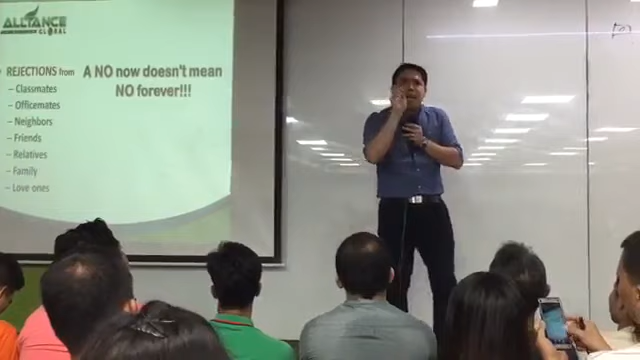 ALLIANCE
GLOBAL
REJECTIONS from
– Classmates
– Officemates
– Neighbors
– Friends
– Relatives
– Family
– Love ones
A NO now doesn't mean
NO forever!!!